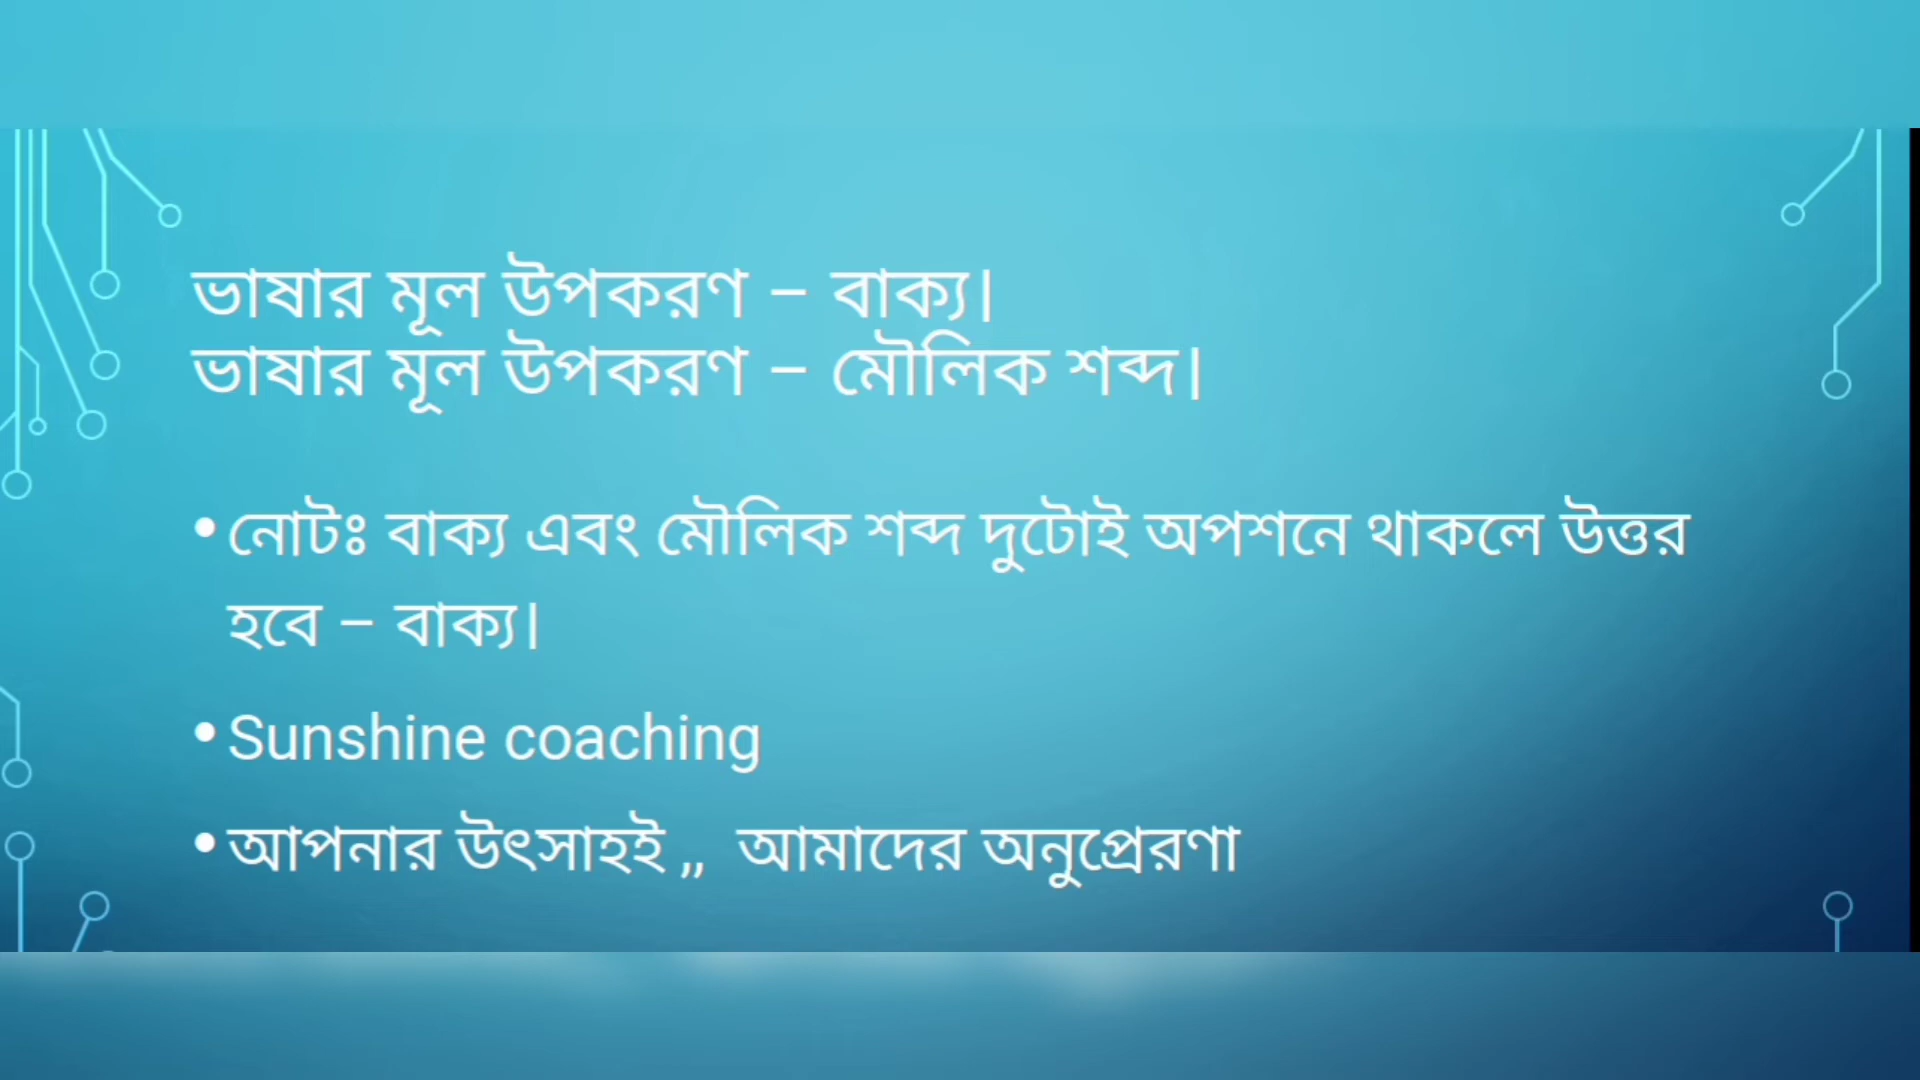 ভাষার মূল উপকরণ – বাক্য।
ভাষার মূল উপকরণ – মৌলিক শব্দ।
• নোটঃ বাক্য এবং মৌলিক শব্দ দুটোই অপশনে থাকলে উত্তর
হবে – বাক্য।
• Sunshine coaching
• আপনার উৎসাহই ,, আমাদের অনুপ্রেরণা